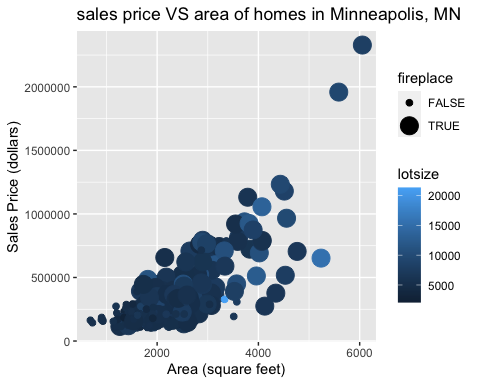 sales price VS area of homes in Minneapolis, MN
Sales Price (dollars)
2000000
1500000
1000000
500000
0
2000
4000
6000
Area (square feet)
fireplace
FALSE
TRUE
lotsize
20000
15000
10000
5000